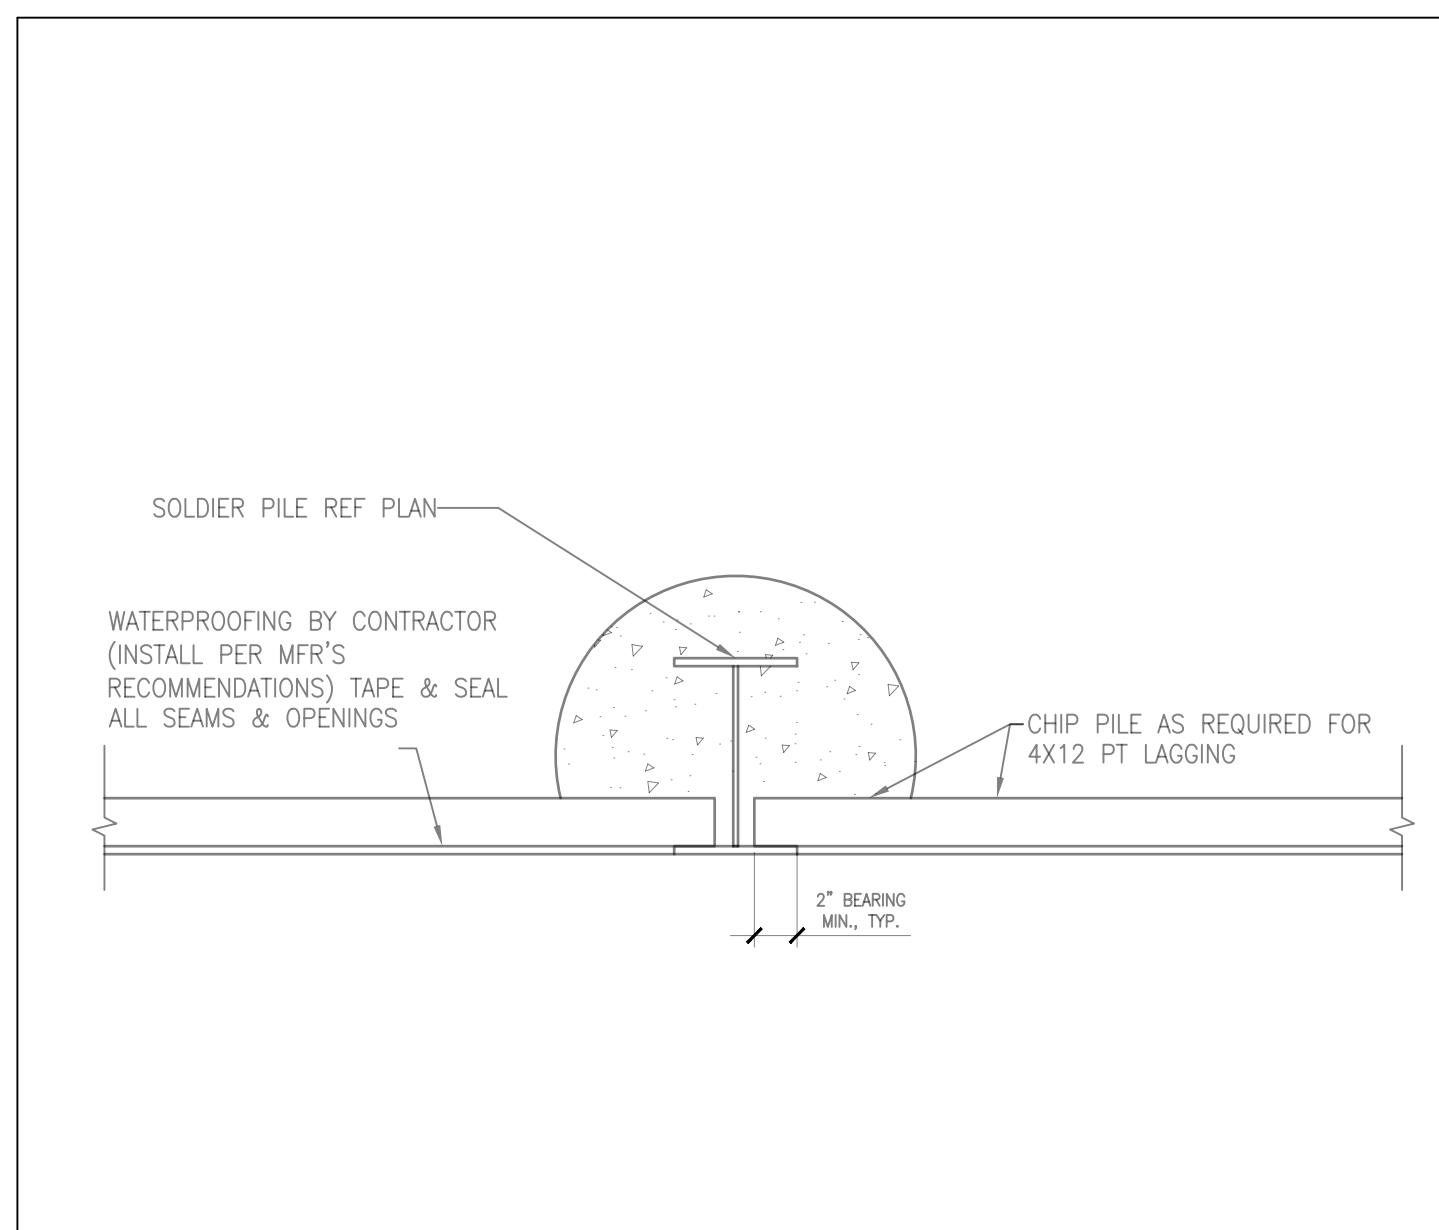 SOLDIER PILE REF PLAN
WATERPROOFING BY CONTRACTOR
(INSTALL PER MFR'S
RECOMMENDATIONS) TAPE & SEAL
ALL SEAMS & OPENINGS
CHIP PILE AS REQUIRED FOR
4X12 PT LAGGING
2" BEARING
MIN., TYP.